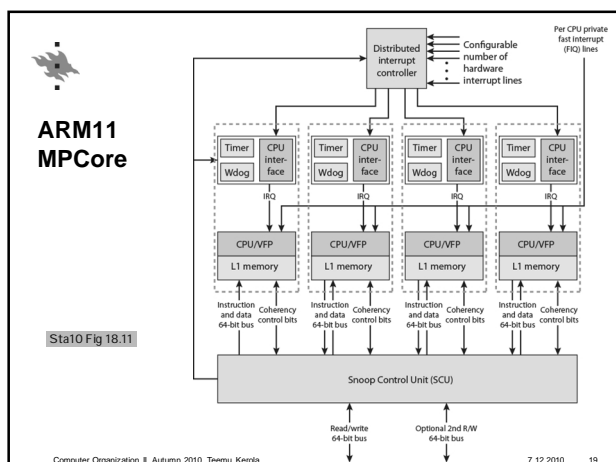 ARM11
MPCore
Sta10 Fig 18.11
Distributed
interrupt
controller
Configurable
number of
hardware
interrupt lines
Per CPU private
fast interrupt
(FIQ) lines
Timer
Wdog
CPU
inter-
face
Timer
Wdog
CPU
inter-
face
Timer
Wdog
CPU
inter-
face
Timer
Wdog
CPU
inter-
face
IRQ
IRQ
IRQ
IRQ
CPU/VFP
L1 memory
CPU/VFP
L1 memory
CPU/VFP
L1 memory
CPU/VFP
L1 memory
Instruction
and data
64-bit bus
Coherency
control bits
Instruction
and data
64-bit bus
Coherency
control bits
Instruction
and data
64-bit bus
Coherency
control bits
Instruction
and data
64-bit bus
Coherency
control bits
Snoop Control Unit (SCU)
Read/write
64-bit bus
Optional 2nd R/W
64-bit bus
Computer Organization II, Autumn 2010, Teemu Kerola
7.12.2010
19